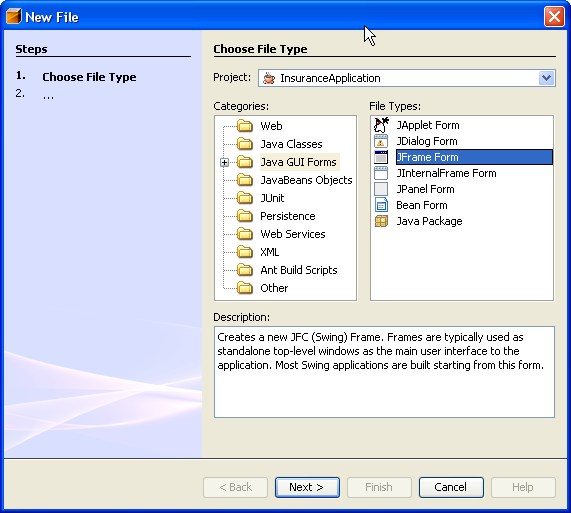 New File
Steps
1. Choose File Type
2. ...
Choose File Type
Project: InsuranceApplication
Categories:
Web
Java Classes
Java GUI Forms
JavaBeans Objects
JUnit
Persistence
Web Services
XML
Ant Build Scripts
Other
File Types:
JApplet Form
JDialog Form
JFrame Form
JInternalFrame Form
JPanel Form
Bean Form
Java Package
Description:
Creates a new JFC (Swing) Frame. Frames are typically used as
standalone top-level windows as the main user interface to the
application. Most Swing applications are built starting from this form.
< Back
Next >
Finish
Cancel
Help